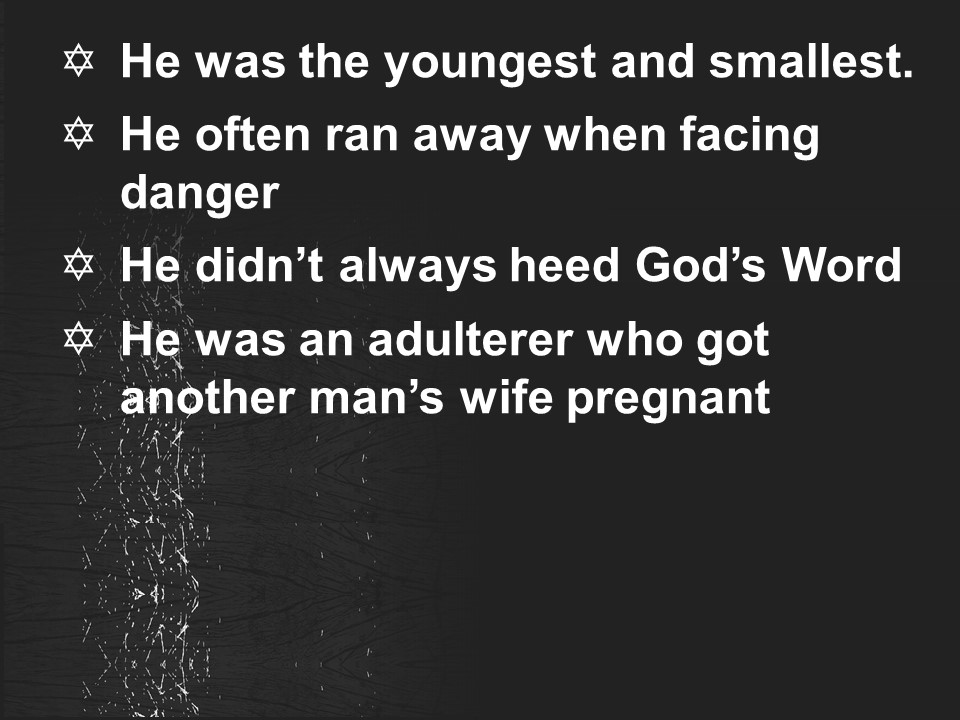 ✡ He was the youngest and smallest.
✡ He often ran away when facing
danger
✡ He didn’t always heed God’s Word
✡ He was an adulterer who got
another man’s wife pregnant